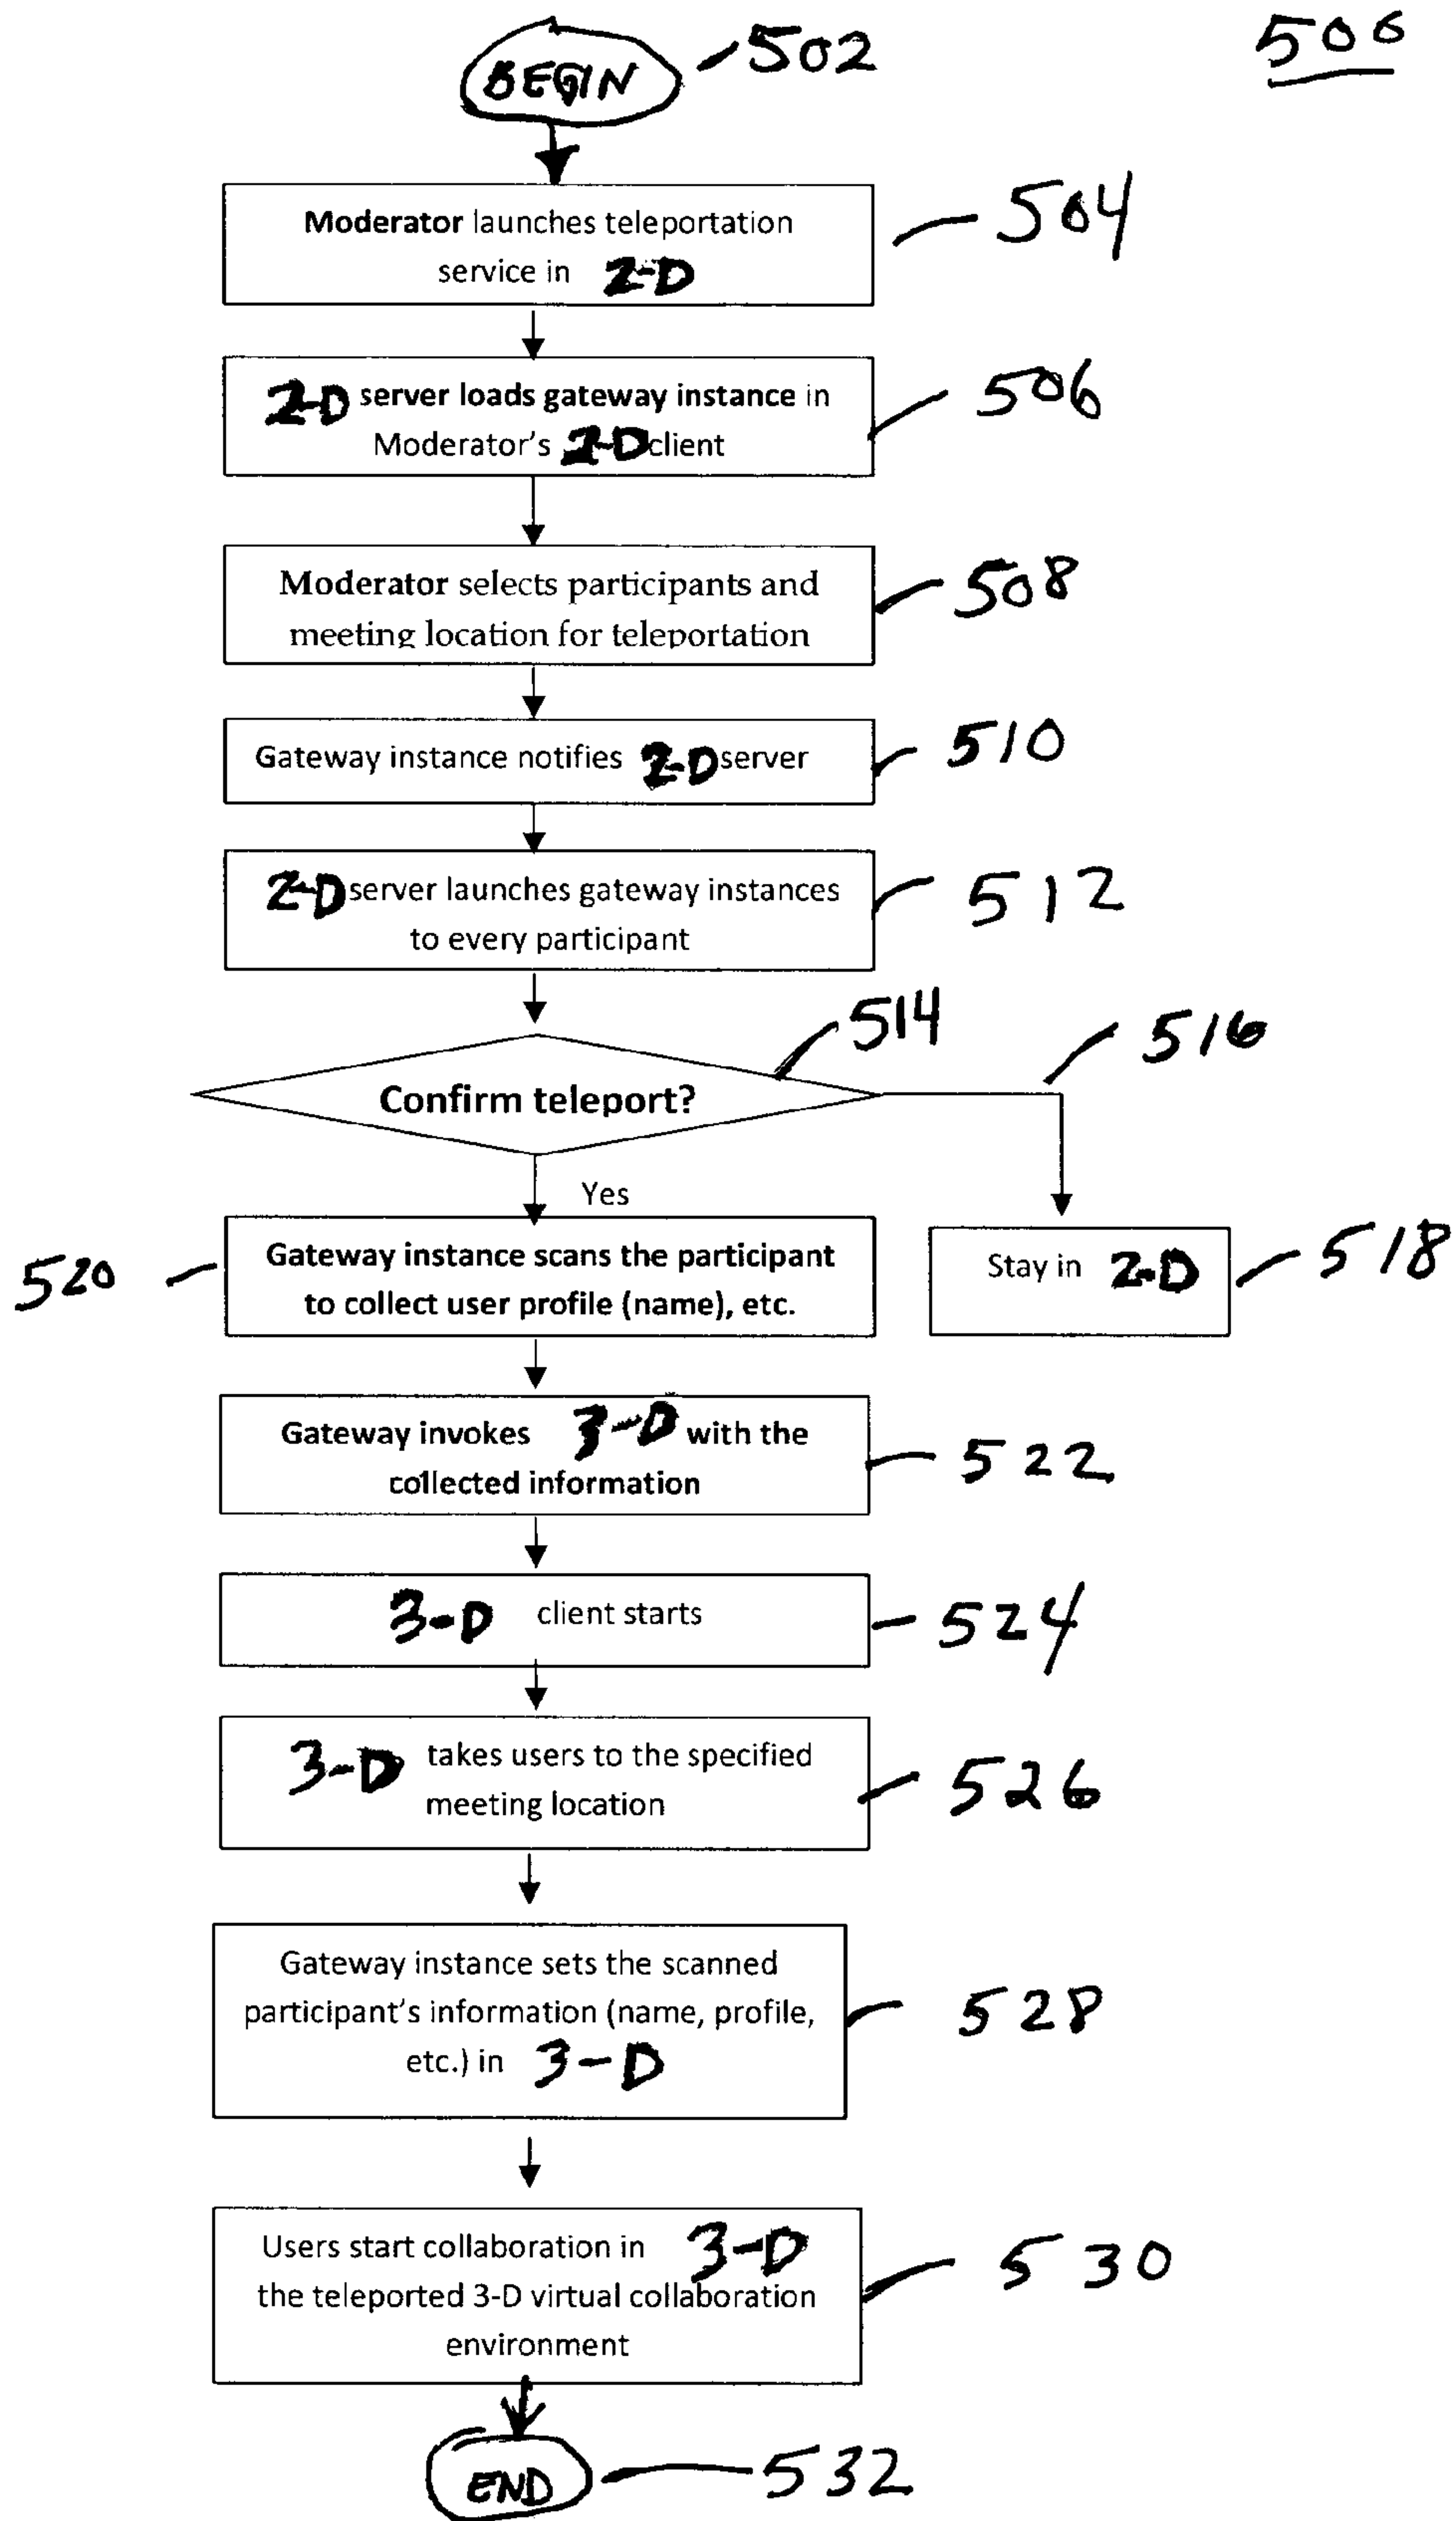 500
BEGIN 502
Moderator launches teleportation
service in 2-D
504
2-D server loads gateway instance in
Moderator's 2-D client
506
Moderator selects participants and
meeting location for teleportation
508
Gateway instance notifies 2-D server
510
2-D server launches gateway instances
to every participant
512
514
516
Confirm teleport?
Yes
520
Gateway instance scans the participant
to collect user profile (name), etc.
Stay in 2-D
518
Gateway invokes 3-D with the
collected information
522
3-D client starts
524
3-D takes users to the specified
meeting location
526
Gateway instance sets the scanned
participant's information (name, profile,
etc.) in 3-D
528
Users start collaboration in 3-D
the teleported 3-D virtual collaboration
environment
530
END 532